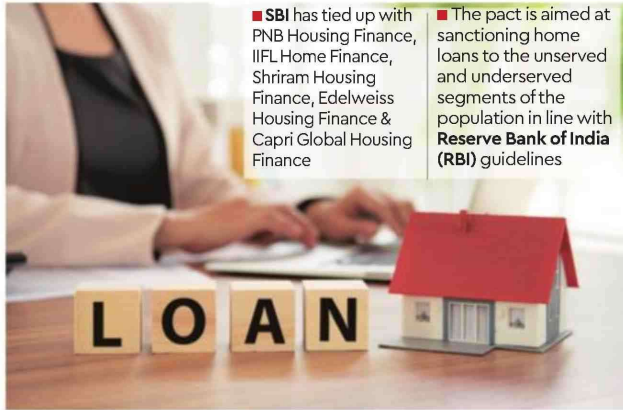 ■ SBI has tied up with
PNB Housing Finance,
IIFL Home Finance,
Shriram Housing
Finance, Edelweiss
Housing Finance &
Capri Global Housing
Finance
■ The pact is aimed at
sanctioning home
loans to the unserved
and underserved
segments of the
population in line with
Reserve Bank of India
(RBI) guidelines
LOAN